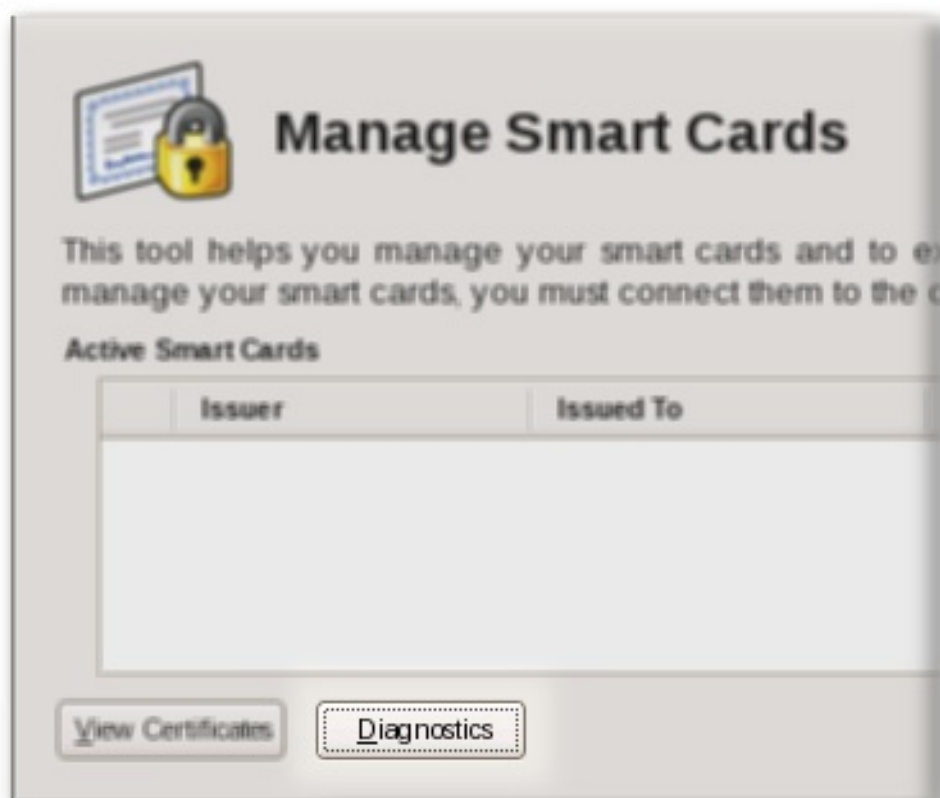 Manage Smart Cards
This tool helps you manage your smart cards and to
manage your smart cards, you must connect them to the
Active Smart Cards
Issuer Issued To
View Certificates Diagnostics